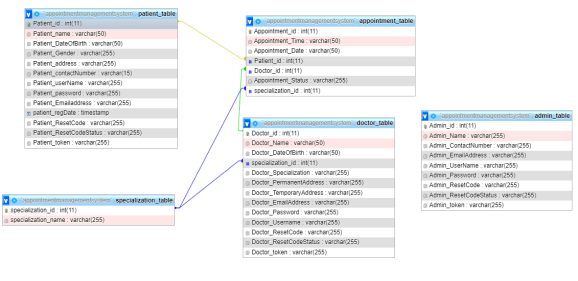 appointmentmanagementsystem patient_table
Patient_id : int(11)
Patient_name : varchar(50)
Patient_DateOfBirth : varchar(50)
Patient_Gender : varchar(255)
Patient_address : varchar(255)
Patient_contactNumber : varchar(15)
Patient_userName : varchar(255)
Patient_password : varchar(255)
Patient_Emailaddress : varchar(255)
patient_regDate : timestamp
Patient_ResetCode : varchar(255)
Patient_ResetCodeStatus : varchar(255)
Patient_token : varchar(255)
appointmentmanagementsystem appointment_table
Appointment_id : int(11)
Appointment_Time : varchar(50)
Appointment_Date : varchar(50)
Patient_id : int(11)
Doctor_id : int(11)
Appointment_Status : varchar(255)
specialization_id : int(11)
appointmentmanagementsystem doctor_table
Doctor_id : int(11)
Doctor_Name : varchar(50)
Doctor_DateOfBirth : varchar(50)
specialization_id : int(11)
Doctor_Specialization : varchar(255)
Doctor_PermanentAddress : varchar(255)
Doctor_TemporaryAddress : varchar(255)
Doctor_EmailAddress : varchar(255)
Doctor_Password : varchar(255)
Doctor_Username : varchar(255)
Doctor_ResetCode : varchar(255)
Doctor_ResetCodeStatus : varchar(255)
Doctor_token : varchar(255)
appointmentmanagementsystem admin_table
Admin_id : int(11)
Admin_Name : varchar(255)
Admin_ContactNumber : varchar(255)
Admin_EmailAddress : varchar(255)
Admin_UserName : varchar(255)
Admin_Password : varchar(255)
Admin_ResetCode : varchar(255)
Admin_ResetCodeStatus : varchar(255)
Admin_token : varchar(255)
appointmentmanagementsystem specialization_table
specialization_id : int(11)
specialization_name : varchar(255)